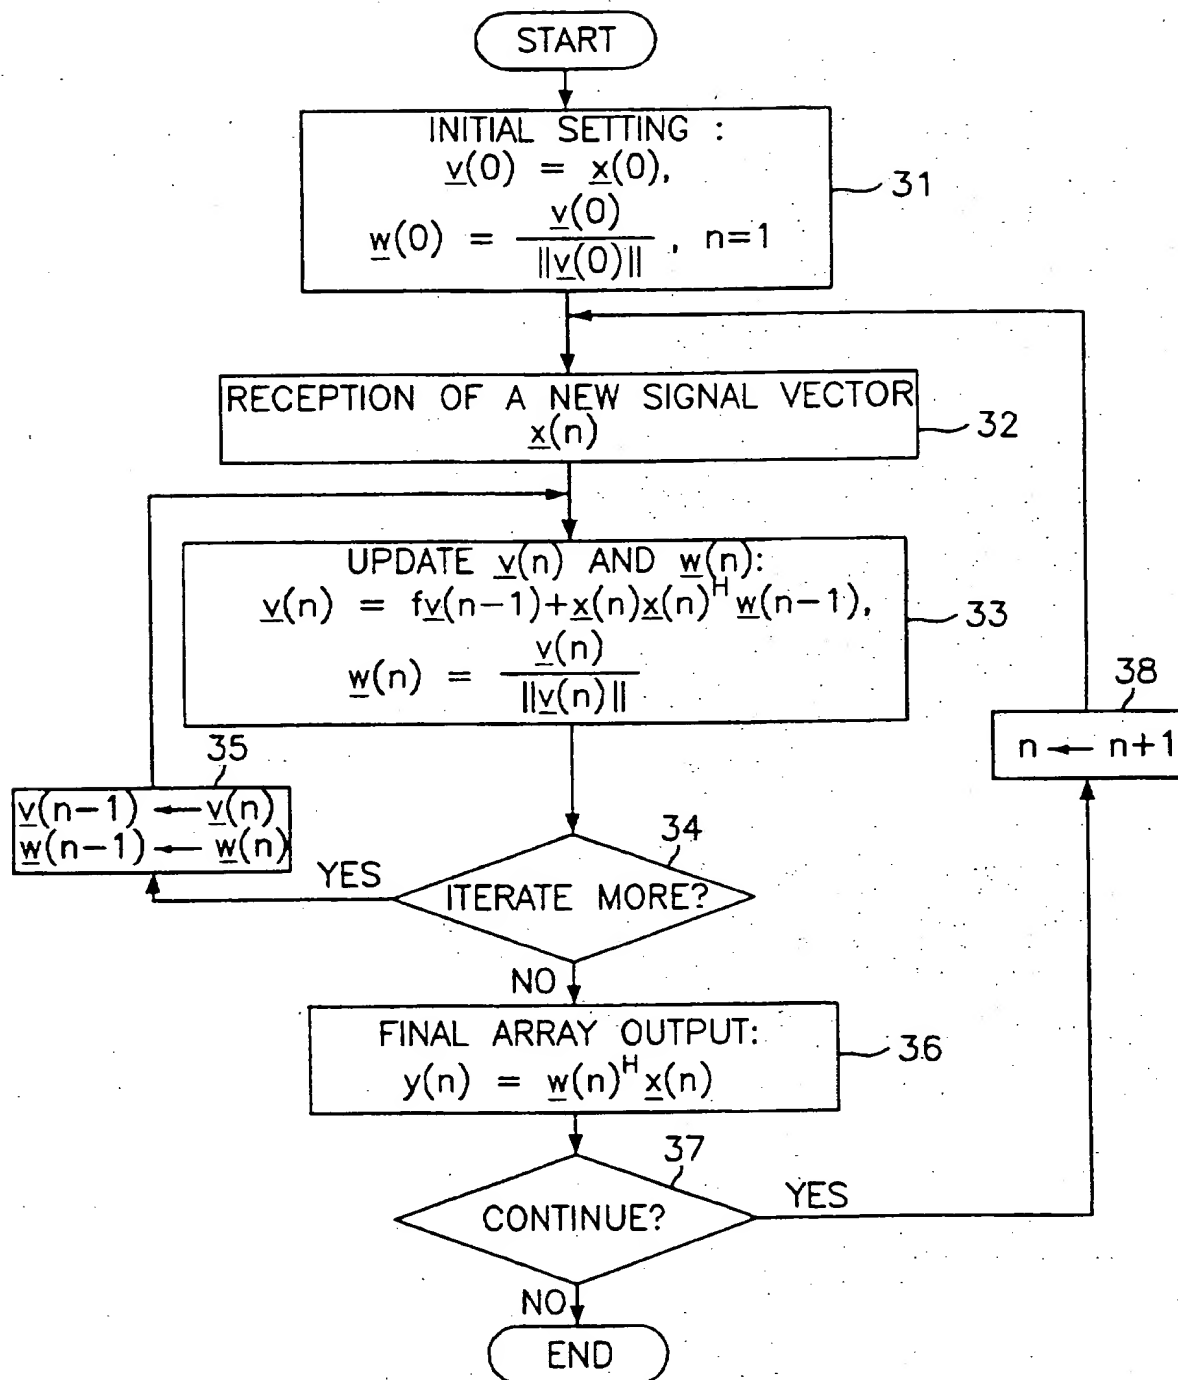 START
INITIAL SETTING :
v(0) = x(0),
w(0) = v(0) / ||v(0)|| , n=1
31
RECEPTION OF A NEW SIGNAL VECTOR
x(n)
32
UPDATE v(n) AND w(n):
v(n) = fv(n-1)+x(n)x(n)^H w(n-1),
w(n) = v(n) / ||v(n)||
33
38
n ← n+1
35
v(n-1) ← v(n)
w(n-1) ← w(n)
34
YES
ITERATE MORE?
NO
FINAL ARRAY OUTPUT:
y(n) = w(n)^H x(n)
36
37
CONTINUE?
YES
NO
END